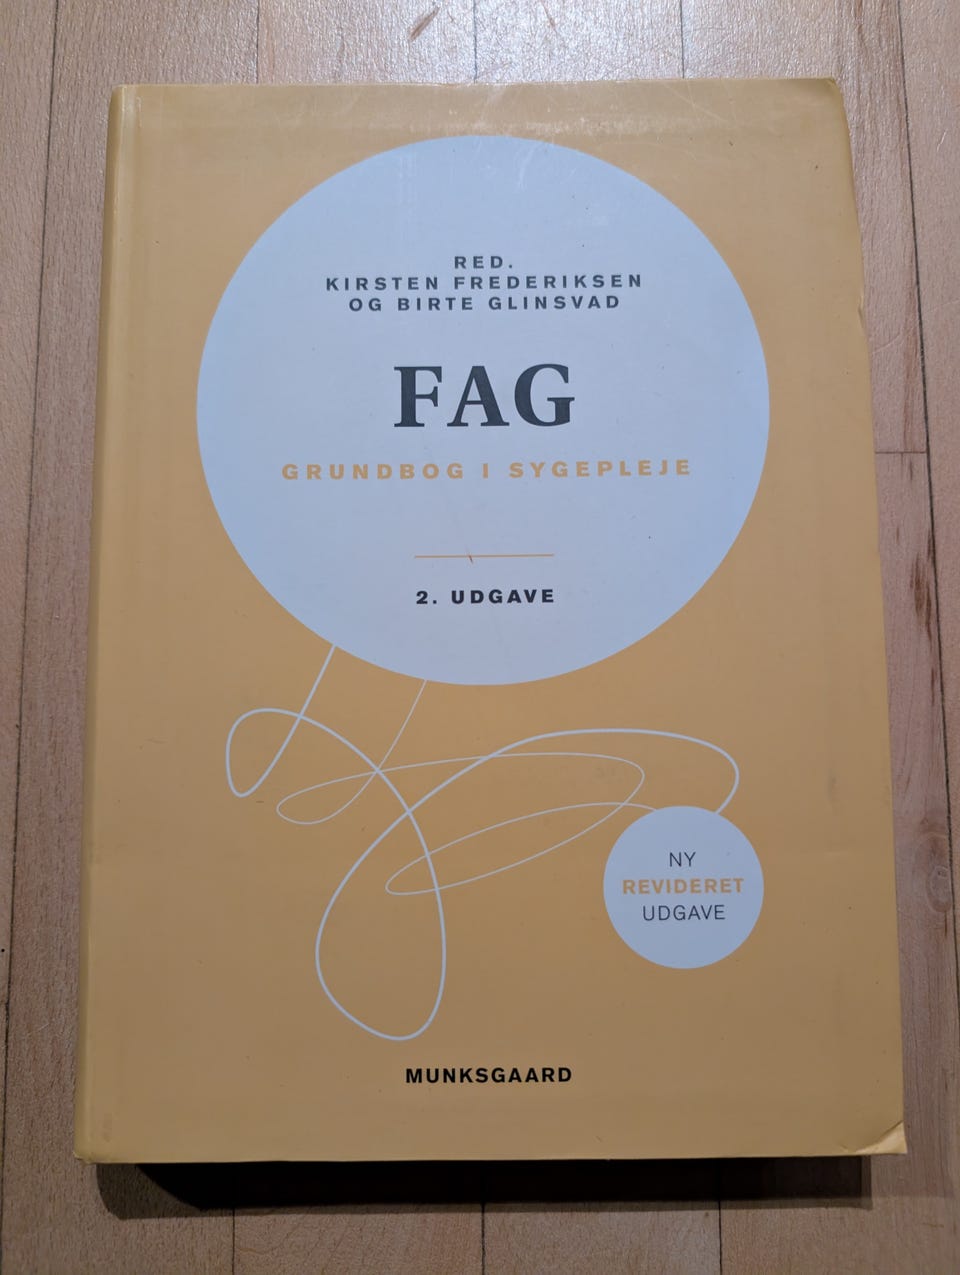 RED.
KIRSTEN FREDERIKSEN
OG BIRTE GLINSVAD
FAG
GRUNDBOG I SYGEPLEJE
2. UDGAVE
NY
REVIDERET
UDGAVE
MUNKSGAARD